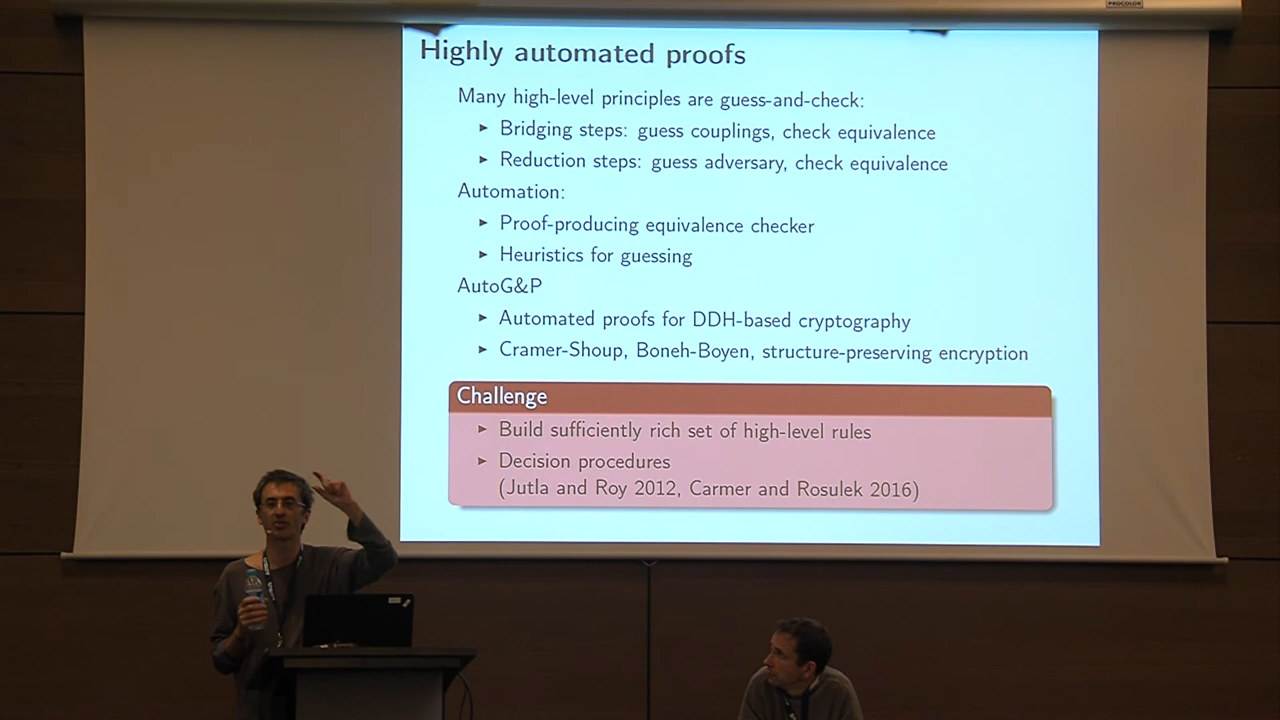 PROCOLOR
Highly automated proofs
Many high-level principles are guess-and-check:
▸ Bridging steps: guess couplings, check equivalence
▸ Reduction steps: guess adversary, check equivalence
Automation:
▸ Proof-producing equivalence checker
▸ Heuristics for guessing
AutoG&P
▸ Automated proofs for DDH-based cryptography
▸ Cramer-Shoup, Boneh-Boyen, structure-preserving encryption
Challenge
▸ Build sufficiently rich set of high-level rules
▸ Decision procedures
(Jutla and Roy 2012, Carmer and Rosulek 2016)